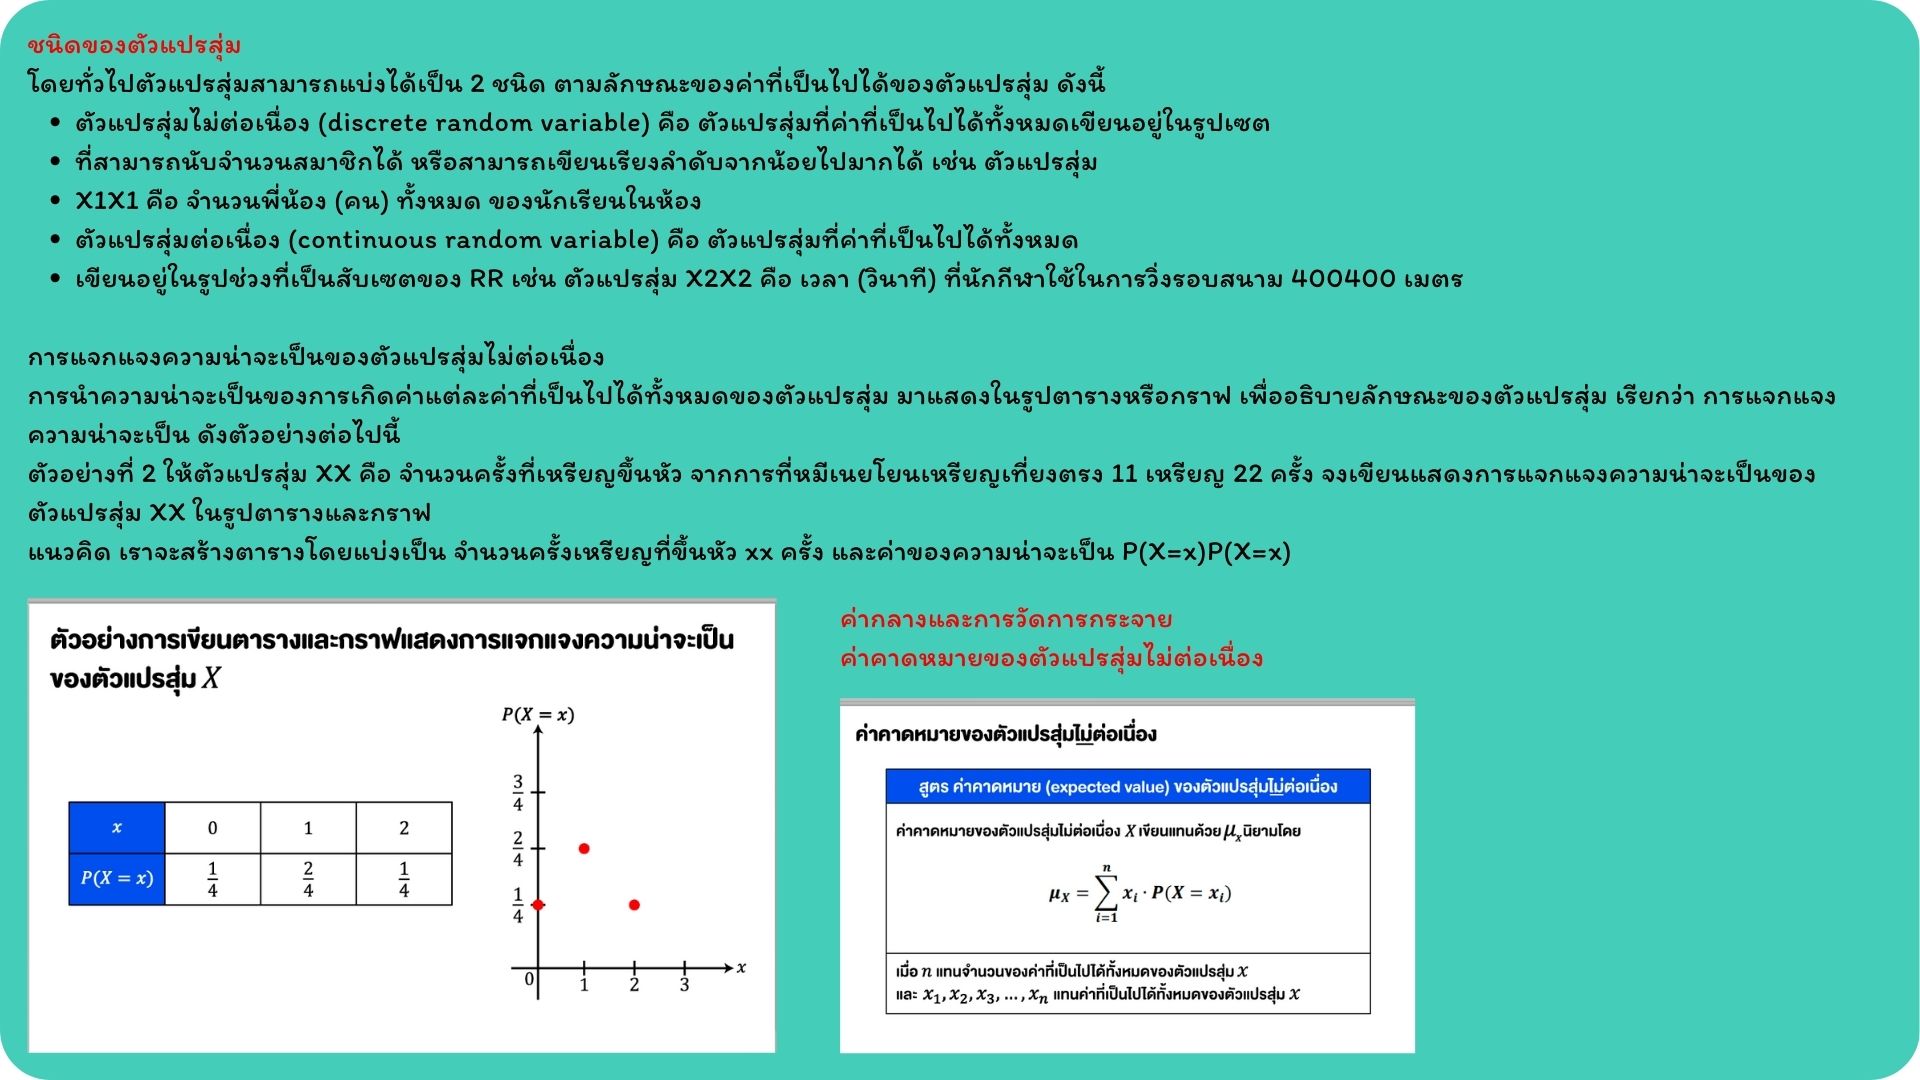 ชนิดของตัวแปรสุ่ม
โดยทั่วไปตัวแปรสุ่มสามารถแบ่งได้เป็น 2 ชนิด ตามลักษณะของค่าที่เป็นไปได้ของตัวแปรสุ่ม ดังนี้
• ตัวแปรสุ่มไม่ต่อเนื่อง (discrete random variable) คือ ตัวแปรสุ่มที่ค่าที่เป็นไปได้ทั้งหมดเขียนอยู่ในรูปเซต
• ที่สามารถนับจำนวนสมาชิกได้ หรือสามารถเขียนเรียงลำดับจากน้อยไปมากได้ เช่น ตัวแปรสุ่ม
• X1X1 คือ จำนวนพี่น้อง (คน) ทั้งหมด ของนักเรียนในห้อง
• ตัวแปรสุ่มต่อเนื่อง (continuous random variable) คือ ตัวแปรสุ่มที่ค่าที่เป็นไปได้ทั้งหมด
• เขียนอยู่ในรูปช่วงที่เป็นสับเซตของ RR เช่น ตัวแปรสุ่ม X2X2 คือ เวลา (วินาที) ที่นักกีฬาใช้ในการวิ่งรอบสนาม 400400 เมตร
การแจกแจงความน่าจะเป็นของตัวแปรสุ่มไม่ต่อเนื่อง
การนำความน่าจะเป็นของการเกิดค่าแต่ละค่าที่เป็นไปได้ทั้งหมดของตัวแปรสุ่ม มาแสดงในรูปตารางหรือกราฟ เพื่ออธิบายลักษณะของตัวแปรสุ่ม เรียกว่า การแจกแจง
ความน่าจะเป็น ดังตัวอย่างต่อไปนี้
ตัวอย่างที่ 2 ให้ตัวแปรสุ่ม XX คือ จำนวนครั้งที่เหรียญขึ้นหัว จากการที่หมีเนยโยนเหรียญเที่ยงตรง 11 เหรียญ 22 ครั้ง จงเขียนแสดงการแจกแจงความน่าจะเป็นของ
ตัวแปรสุ่ม XX ในรูปตารางและกราฟ
แนวคิด เราจะสร้างตารางโดยแบ่งเป็น จำนวนครั้งเหรียญที่ขึ้นหัว xx ครั้ง และค่าของความน่าจะเป็น P(X=x)P(X=x)
ตัวอย่างการเขียนตารางและกราฟแสดงการแจกแจงความน่าจะเป็น
ของตัวแปรสุ่ม X
x 0 1 2
P(X = x) 1/4 2/4 1/4
P(X = x)
3/4
2/4
1/4
0 1 2 3 x
ค่ากลางและการวัดการกระจาย
ค่าคาดหมายของตัวแปรสุ่มไม่ต่อเนื่อง
ค่าคาดหมายของตัวแปรสุ่มไม่ต่อเนื่อง
สูตร ค่าคาดหมาย (expected value) ของตัวแปรสุ่มไม่ต่อเนื่อง
ค่าคาดหมายของตัวแปรสุ่มไม่ต่อเนื่อง X เขียนแทนด้วย μₓ นิยามโดย
μ_X = ∑_{i=1}^{n} x_i · P(X = x_i)
เมื่อ n แทนจำนวนของค่าที่เป็นไปได้ทั้งหมดของตัวแปรสุ่ม X
และ x₁, x₂, x₃, ... , xₙ แทนค่าที่เป็นไปได้ทั้งหมดของตัวแปรสุ่ม X